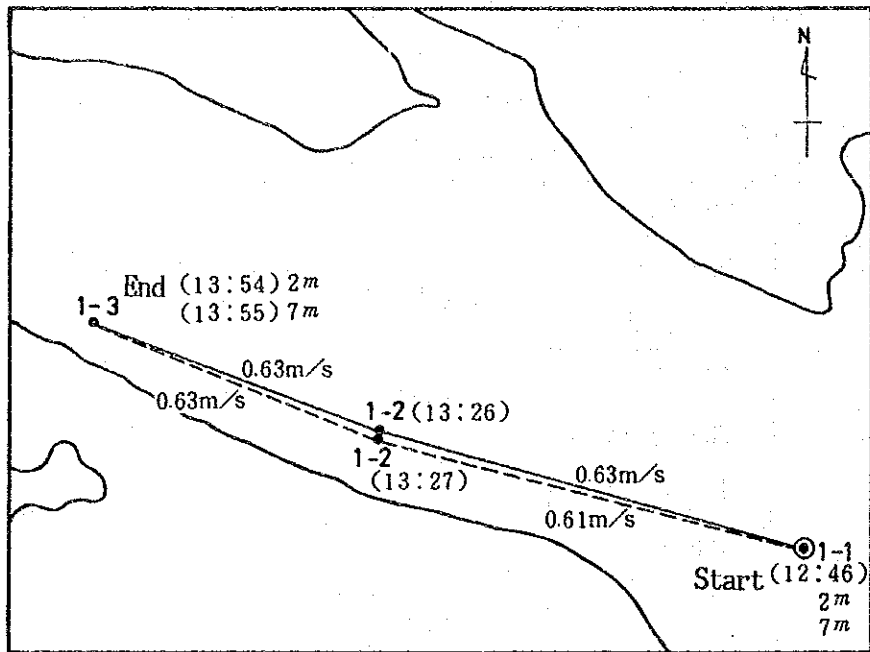 N
End (13:54) 2m
1-3 (13:55) 7m
0.63m/s
0.63m/s
1-2 (13:26)
1-2
(13:27)
0.63m/s
0.61m/s
1-1
Start (12:46)
2m
7m